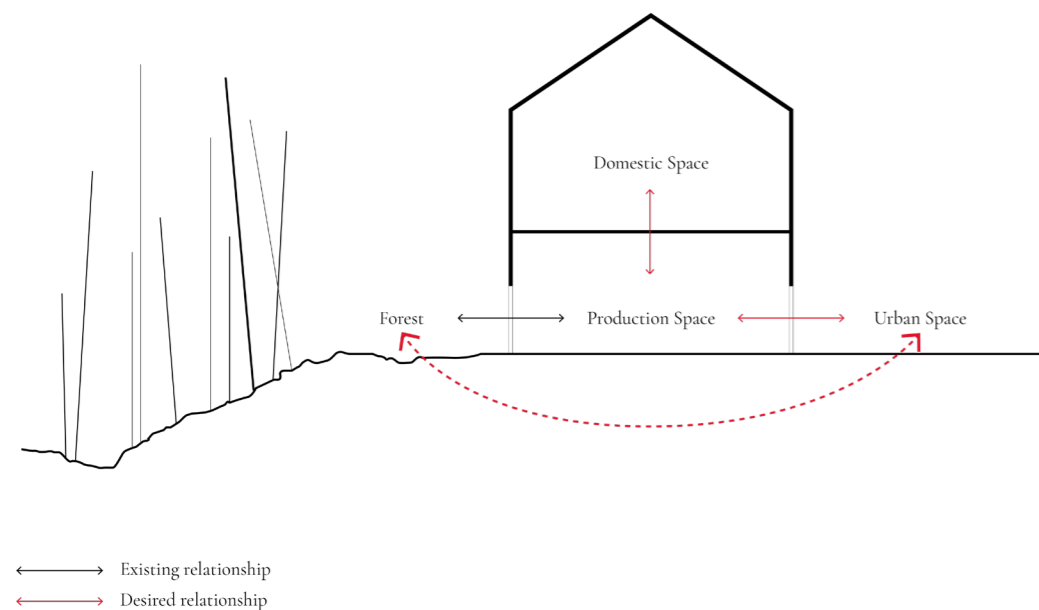 Domestic Space
Forest
Production Space
Urban Space
Existing relationship
Desired relationship